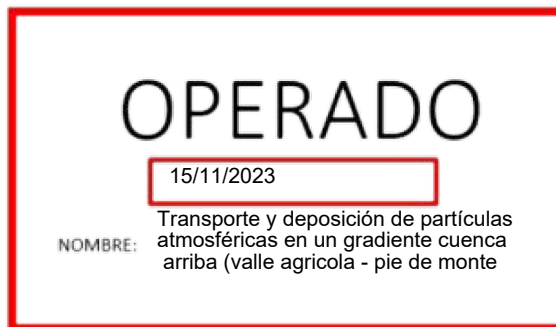 OPERADO
15/11/2023
Transporte y deposición de partículas
NOMBRE: atmosféricas en un gradiente cuenca
arriba (valle agricola - pie de monte